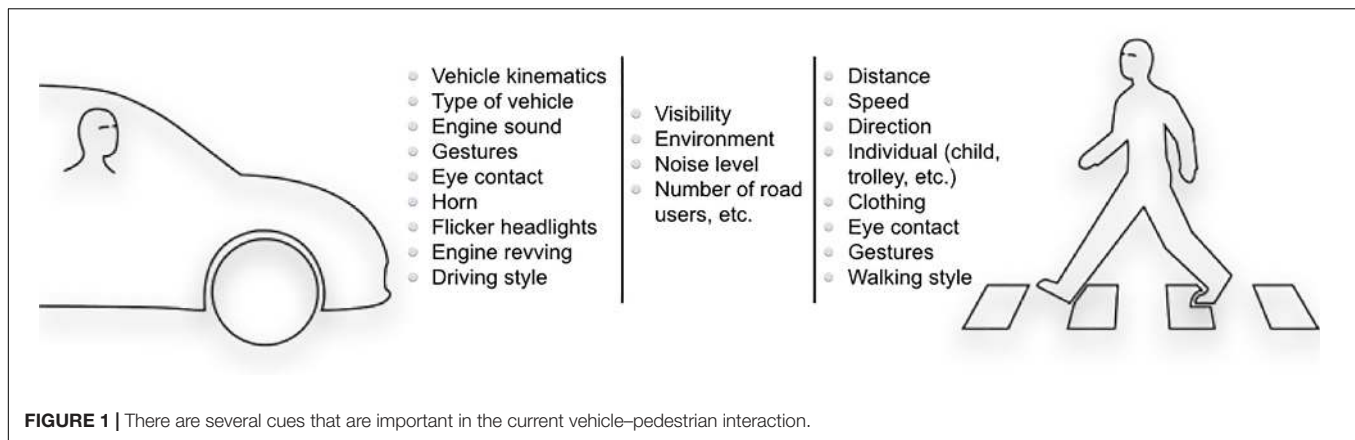 Vehicle kinematics
Type of vehicle
Engine sound
Gestures
Eye contact
Horn
Flicker headlights
Engine revving
Driving style
Visibility
Environment
Noise level
Number of road
users, etc.
Distance
Speed
Direction
Individual (child,
trolley, etc.)
Clothing
Eye contact
Gestures
Walking style
FIGURE 1 | There are several cues that are important in the current vehicle–pedestrian interaction.